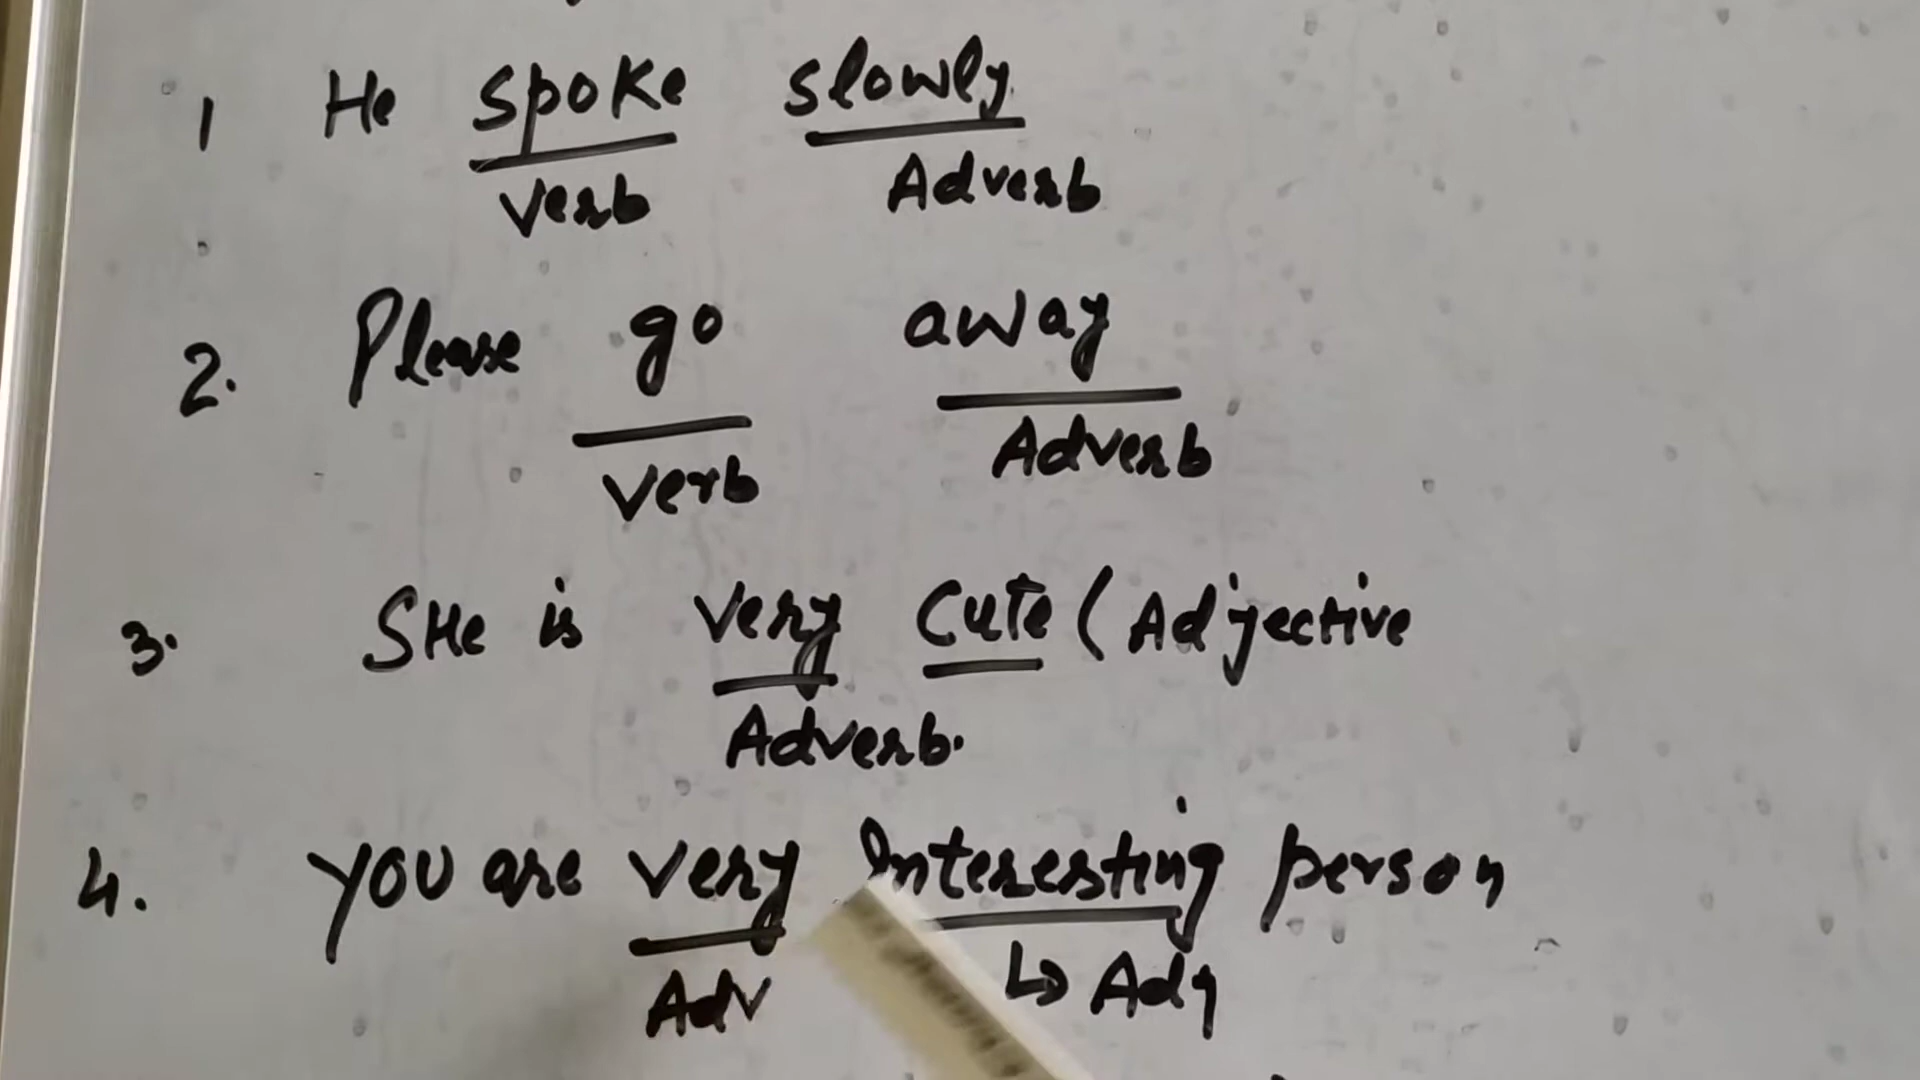 1 He spoke slowly.
verb Adverb
2. Please go away
verb Adverb
3. SHe is very cute (Adjective
Adverb.
4. YOU are very Interesting person
Adv ↳ Adj